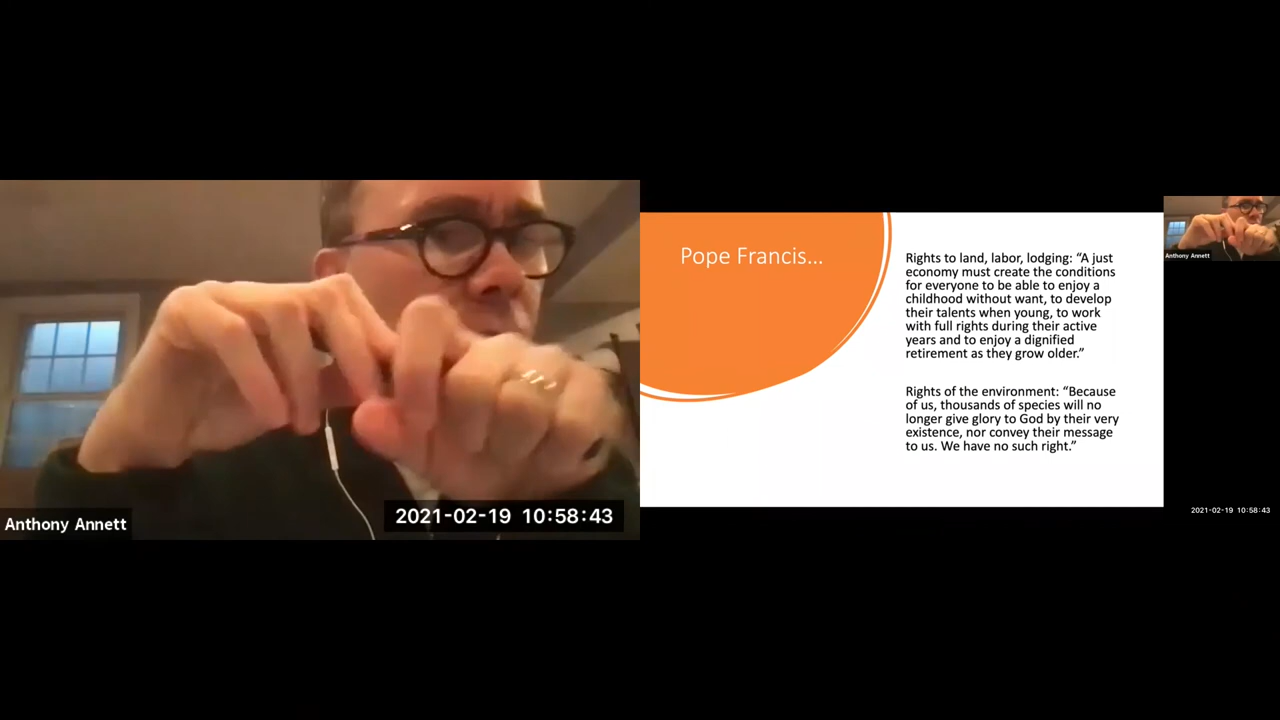 Anthony Annett
2021-02-19 10:58:43
Pope Francis...
Rights to land, labor, lodging: “A just
economy must create the conditions
for everyone to be able to enjoy a
childhood without want, to develop
their talents when young, to work
with full rights during their active
years and to enjoy a dignified
retirement as they grow older.”
Rights of the environment: “Because
of us, thousands of species will no
longer give glory to God by their very
existence, nor convey their message
to us. We have no such right.”
Anthony Annett
2021-02-19 10:58:43